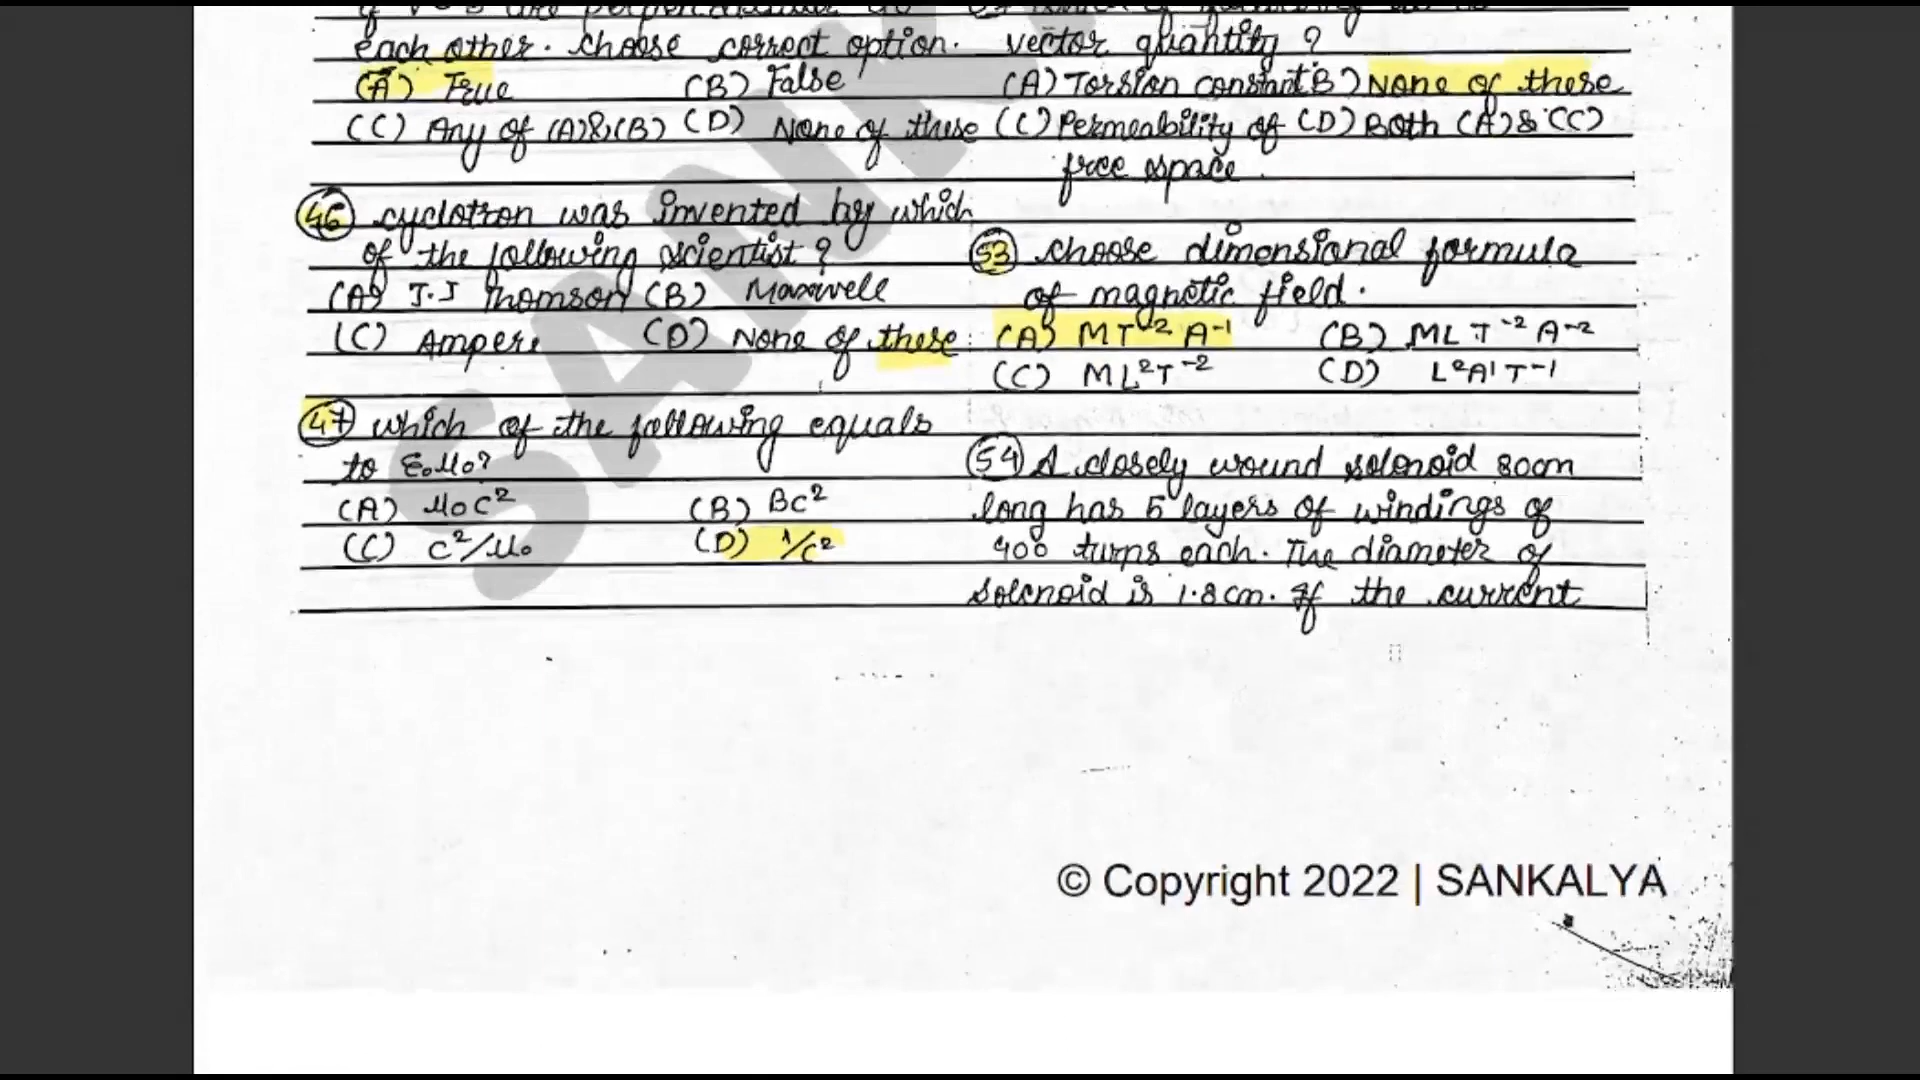 each other. choose correct option.
(A) True (B) False
(C) Any of (A)&(B) (D) None of these
46 cyclotron was invented by which
of the following scientist?
(A) J.J Thomson (B) Maxwell
(C) Ampere (D) None of these
47 which of the following equals
to ε₀μ₀?
(A) μ₀c² (B) Bc²
(C) c²/μ₀ (D) 1/c²
vector quantity?
(A) Torsion constant B) None of these
(C) Permeability of (D) Both (A) & (C)
free space.
53 choose dimensional formula
of magnetic field.
(A) MT⁻² A⁻¹ (B) MLT⁻² A⁻²
(C) ML²T⁻² (D) L²A¹T⁻¹
54 A closely wound solenoid 80cm
long has 5 layers of windings of
400 turns each. The diameter of
solenoid is 1.8cm. If the current
© Copyright 2022 | SANKALYA